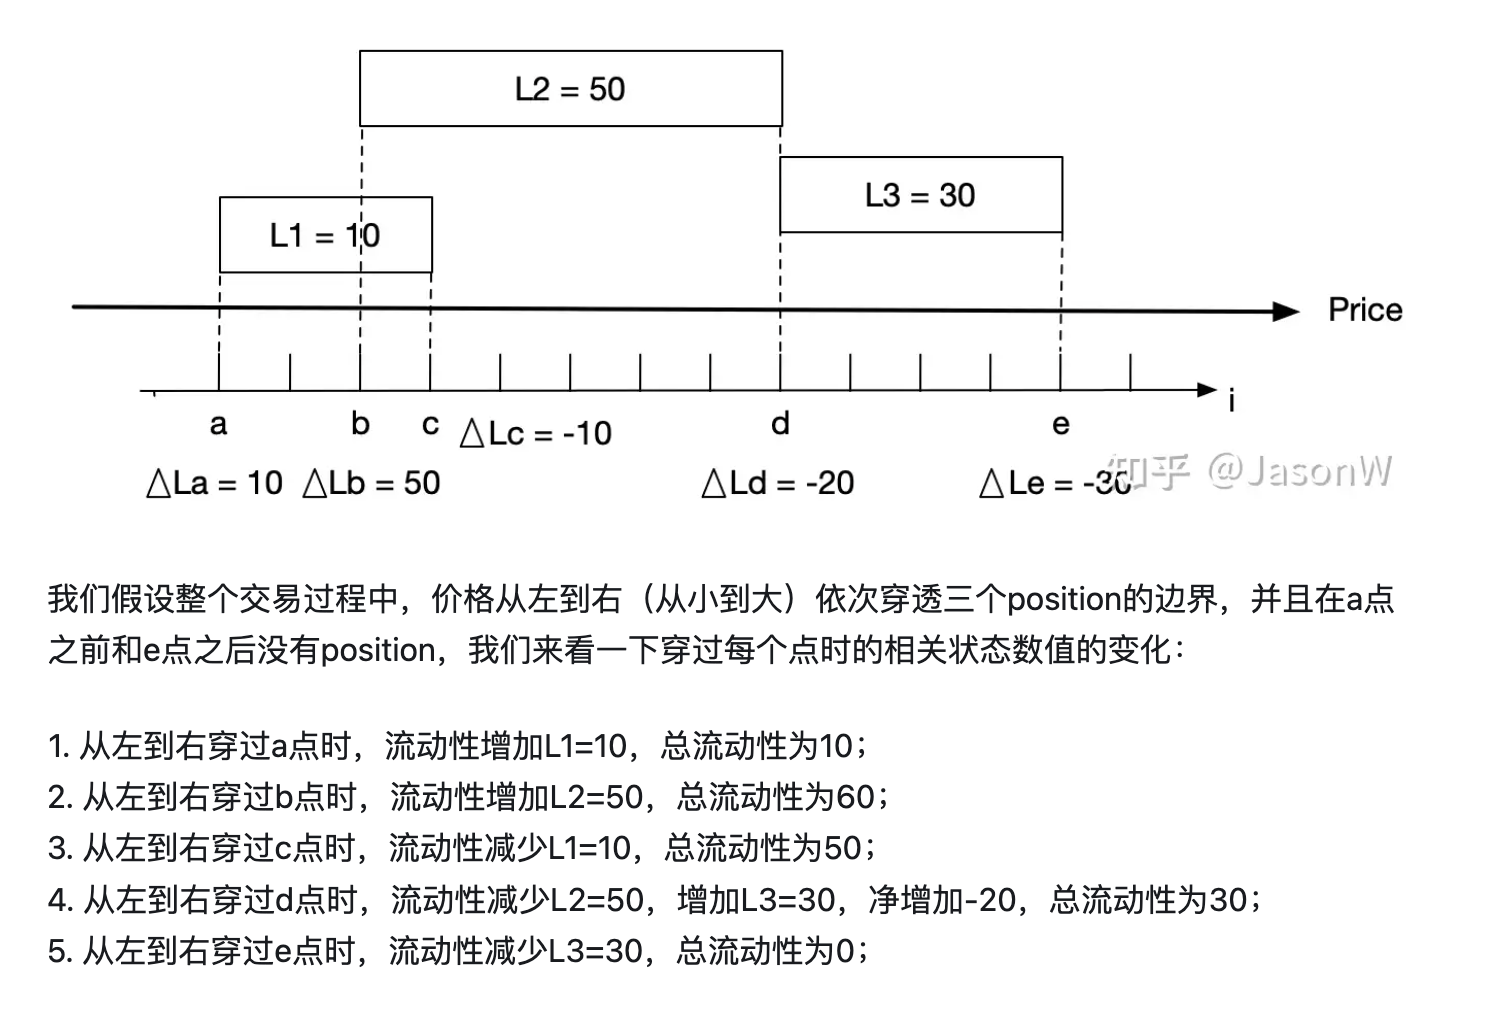 L2 = 50
L3 = 30
L1 = 10
Price
i
a
b
c
△Lc = -10
d
e
△La = 10
△Lb = 50
△Ld = -20
△Le = -30
知乎 @JasonW
我们假设整个交易过程中，价格从左到右（从小到大）依次穿透三个position的边界，并且在a点
之前和e点之后没有position，我们来看一下穿过每个点时的相关状态数值的变化：
1. 从左到右穿过a点时，流动性增加L1=10，总流动性为10；
2. 从左到右穿过b点时，流动性增加L2=50，总流动性为60；
3. 从左到右穿过c点时，流动性减少L1=10，总流动性为50；
4. 从左到右穿过d点时，流动性减少L2=50，增加L3=30，净增加-20，总流动性为30；
5. 从左到右穿过e点时，流动性减少L3=30，总流动性为0；